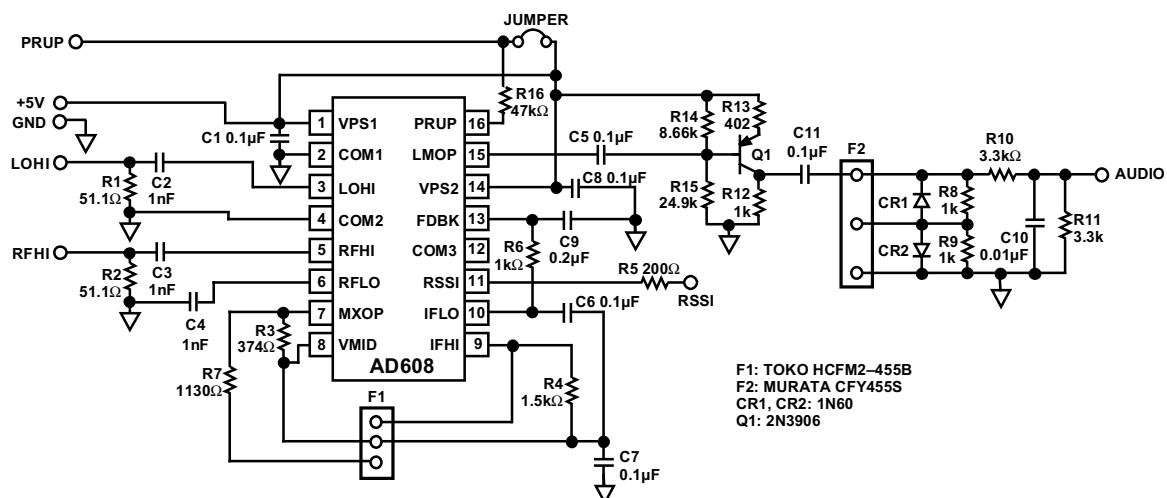 JUMPER
PRUP
+5V
GND
LOHI
RFHI
C1 0.1µF
R1
51.1Ω
C2
1nF
R2
51.1Ω
C3
1nF
C4
1nF
R7
1130Ω
R3
374Ω
1 VPS1
2 COM1
3 LOHI
4 COM2
5 RFHI
6 RFLO
7 MXOP
8 VMID
PRUP 16
LMOP 15
VPS2 14
FDBK 13
COM3 12
RSSI 11
IFLO 10
IFHI 9
AD608
R16
47kΩ
C5 0.1µF
C8 0.1µF
R6
1kΩ
C9
0.2µF
R5 200Ω
RSSI
C6 0.1µF
R4
1.5kΩ
F1
C7
0.1µF
R14
8.66k
R13
402
Q1
R15
24.9k
R12
1k
C11
0.1µF
F2
CR1
CR2
R8
1k
R9
1k
R10
3.3kΩ
C10
0.01µF
R11
3.3k
AUDIO
F1: TOKO HCFM2–455B
F2: MURATA CFY455S
CR1, CR2: 1N60
Q1: 2N3906